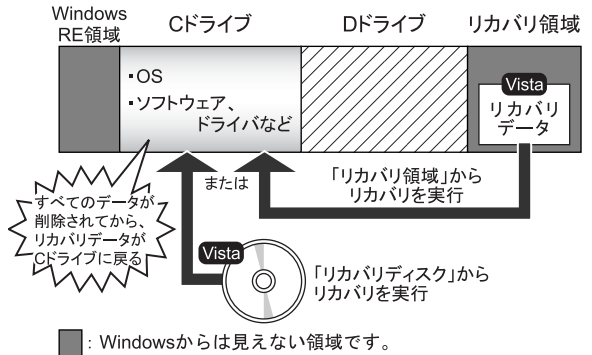 Windows
RE領域
Cドライブ
Dドライブ
リカバリ領域
・OS
・ソフトウェア、
ドライバなど
Vista
リカバリ
データ
または
「リカバリ領域」から
リカバリを実行
すべてのデータが
削除されてから、
リカバリデータが
Cドライブに戻る
Vista
「リカバリディスク」から
リカバリを実行
：Windowsからは見えない領域です。